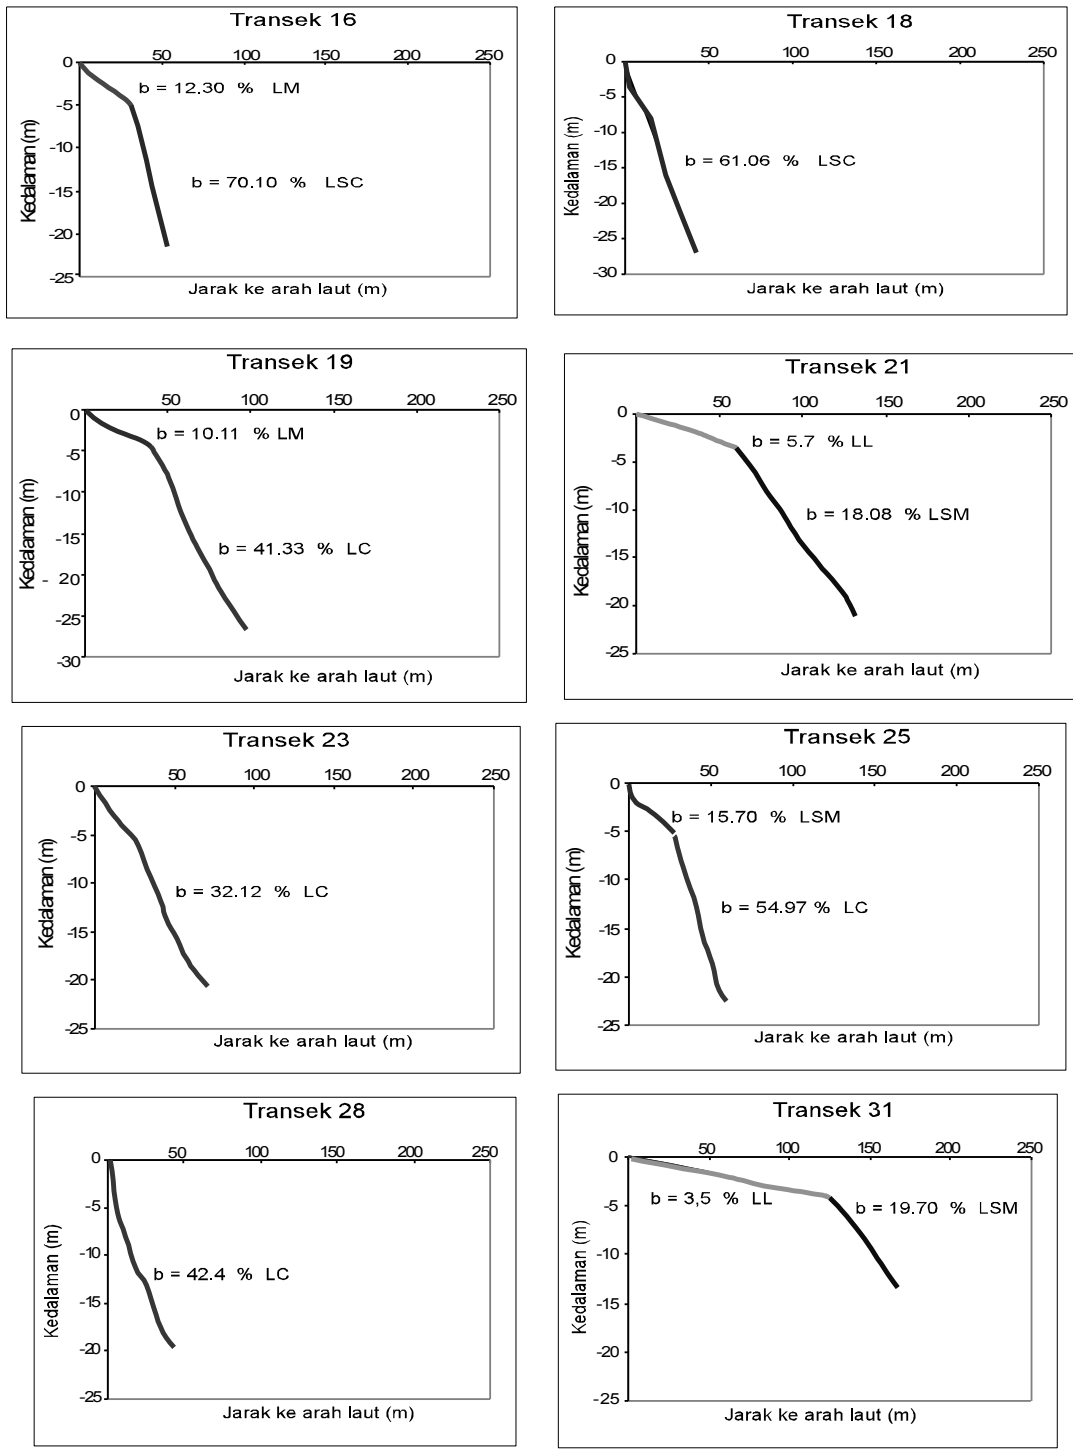 Transek 16
50 100 150 200 250
0
b = 12.30 % LM
-5
-10
b = 70.10 % LSC
-15
-20
-25
Kedalaman (m)
Jarak ke arah laut (m)
Transek 18
50 100 150 200 250
0
-5
-10
b = 61.06 % LSC
-15
-20
-25
-30
Kedalaman (m)
Jarak ke arah laut (m)
Transek 19
50 100 150 200 250
0
b = 10.11 % LM
-5
-10
-15
b = 41.33 % LC
- 20
-25
-30
Kedalaman (m)
Jarak ke arah laut (m)
Transek 21
50 100 150 200 250
0
b = 5.7 % LL
-5
-10
b = 18.08 % LSM
-15
-20
-25
Kedalaman (m)
Jarak ke arah laut (m)
Transek 23
50 100 150 200 250
0
-5
-10
b = 32.12 % LC
-15
-20
-25
Kedalaman (m)
Jarak ke arah laut (m)
Transek 25
50 100 150 200 250
0
b = 15.70 % LSM
-5
-10
b = 54.97 % LC
-15
-20
-25
Kedalaman (m)
Jarak ke arah laut (m)
Transek 28
50 100 150 200 250
0
-5
-10
b = 42.4 % LC
-15
-20
-25
Kedalaman (m)
Jarak ke arah laut (m)
Transek 31
50 100 150 200 250
0
b = 3,5 % LL
-5
b = 19.70 % LSM
-10
-15
-20
-25
Kedalaman (m)
Jarak ke arah laut (m)